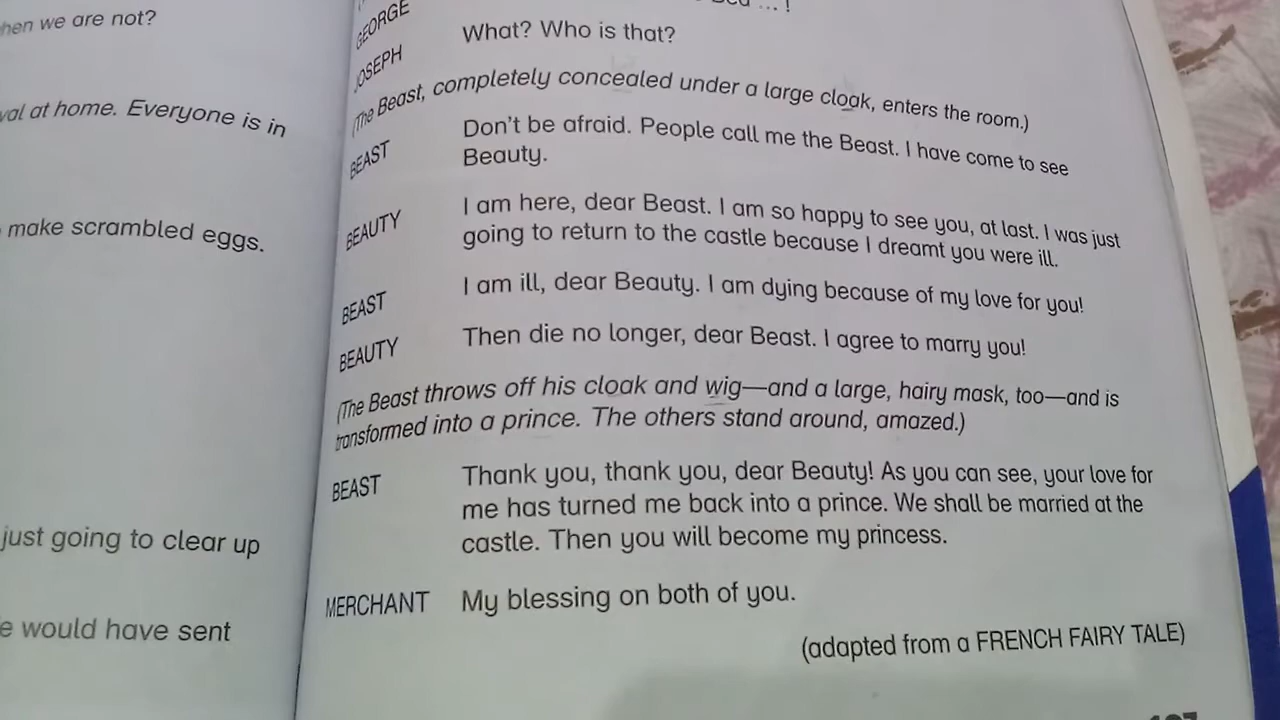 hen we are not?
val at home. Everyone is in
make scrambled eggs.
just going to clear up
e would have sent
GEORGE
JOSEPH What? Who is that?
(The Beast, completely concealed under a large cloak, enters the room.)
BEAST Don't be afraid. People call me the Beast. I have come to see
Beauty.
BEAUTY I am here, dear Beast. I am so happy to see you, at last. I was just
going to return to the castle because I dreamt you were ill.
BEAST I am ill, dear Beauty. I am dying because of my love for you!
BEAUTY Then die no longer, dear Beast. I agree to marry you!
(The Beast throws off his cloak and wig—and a large, hairy mask, too—and is
transformed into a prince. The others stand around, amazed.)
BEAST Thank you, thank you, dear Beauty! As you can see, your love for
me has turned me back into a prince. We shall be married at the
castle. Then you will become my princess.
MERCHANT My blessing on both of you.
(adapted from a FRENCH FAIRY TALE)